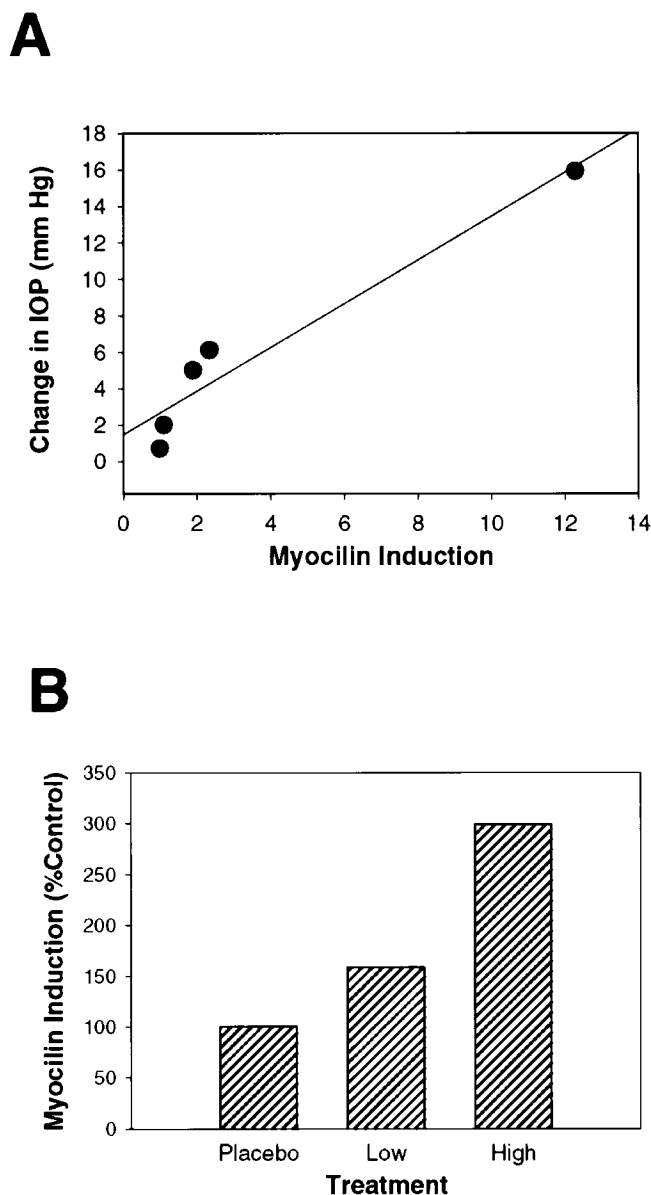 A
Change in IOP (mm Hg)
18
16
14
12
10
8
6
4
2
0
0 2 4 6 8 10 12 14
Myocilin Induction
B
Myocilin Induction (%Control)
350
300
250
200
150
100
50
0
Placebo Low High
Treatment